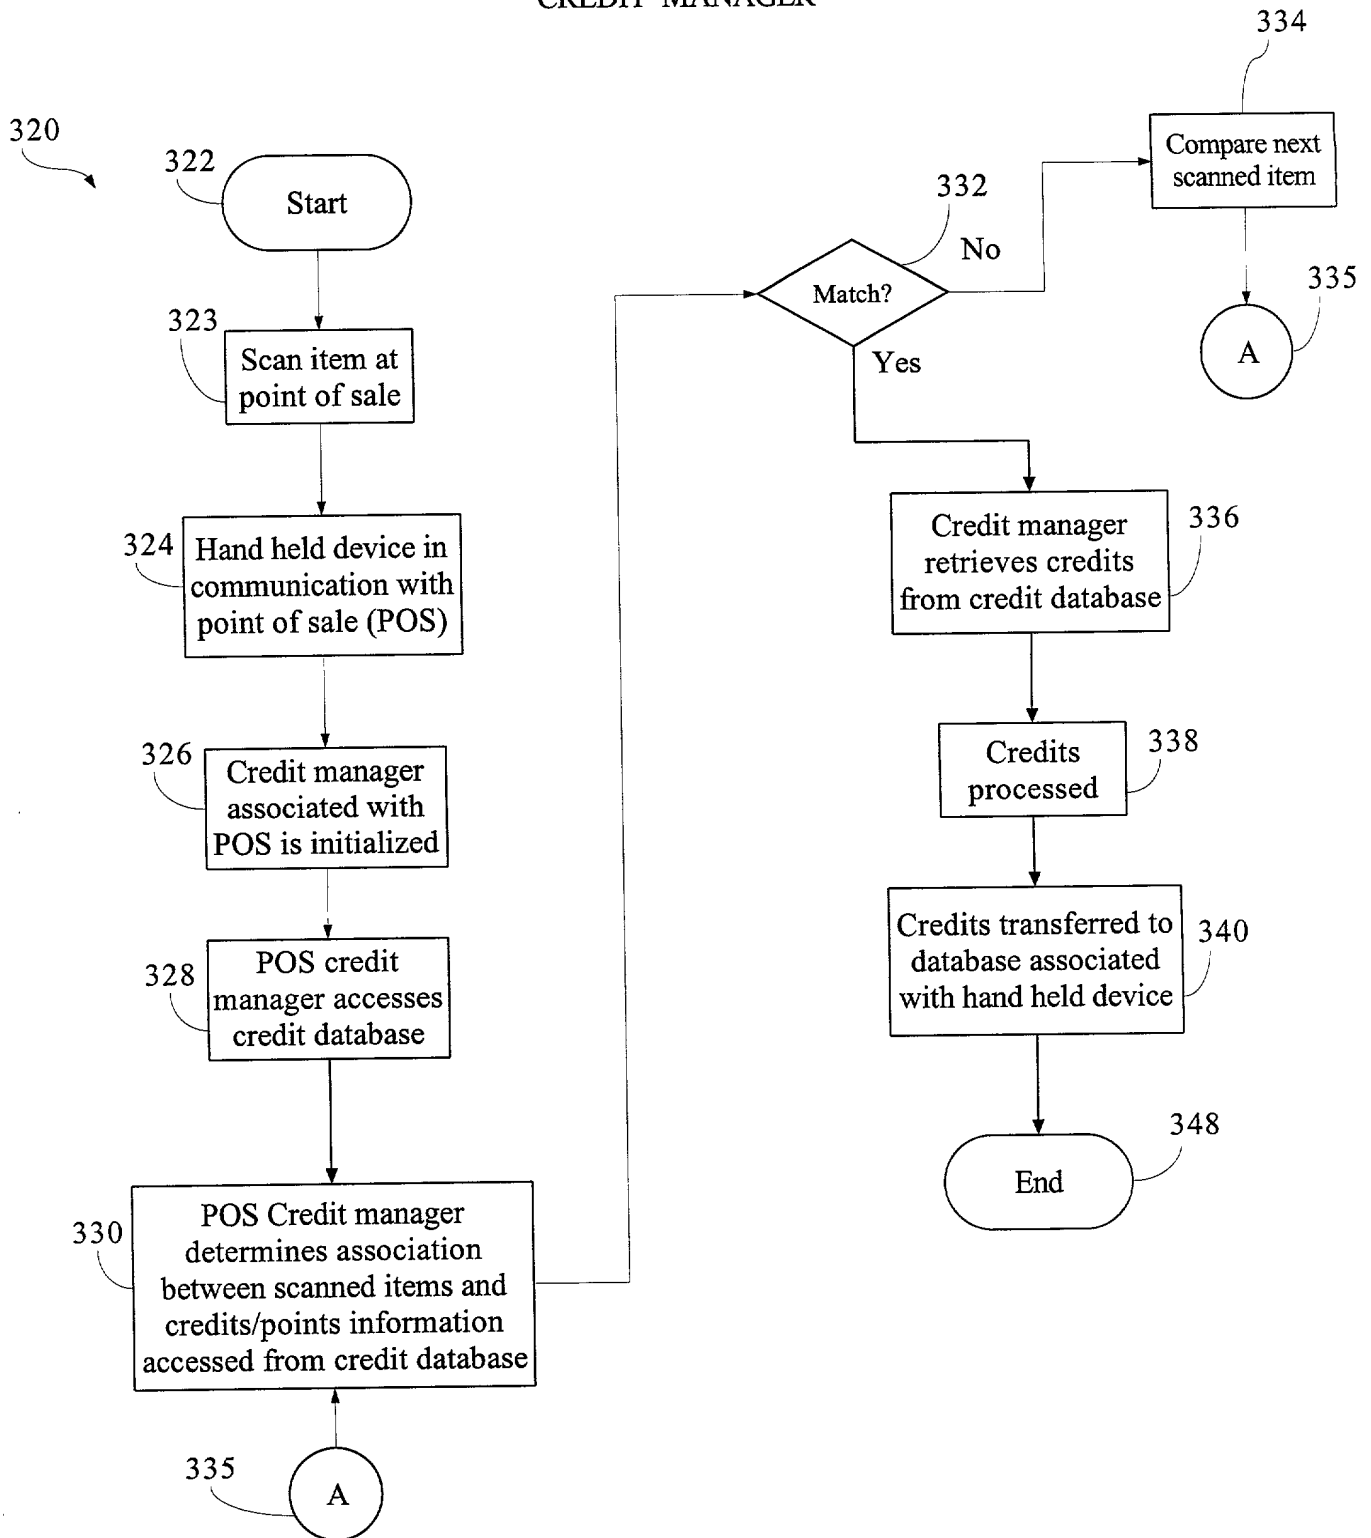 CREDIT MANAGER
334
320
322
Start
Compare next
scanned item
332
No
Match?
335
A
323
Scan item at
point of sale
Yes
324
Hand held device in
communication with
point of sale (POS)
336
Credit manager
retrieves credits
from credit database
326
Credit manager
associated with
POS is initialized
338
Credits
processed
328
POS credit
manager accesses
credit database
340
Credits transferred to
database associated
with hand held device
330
POS Credit manager
determines association
between scanned items and
credits/points information
accessed from credit database
348
End
335
A